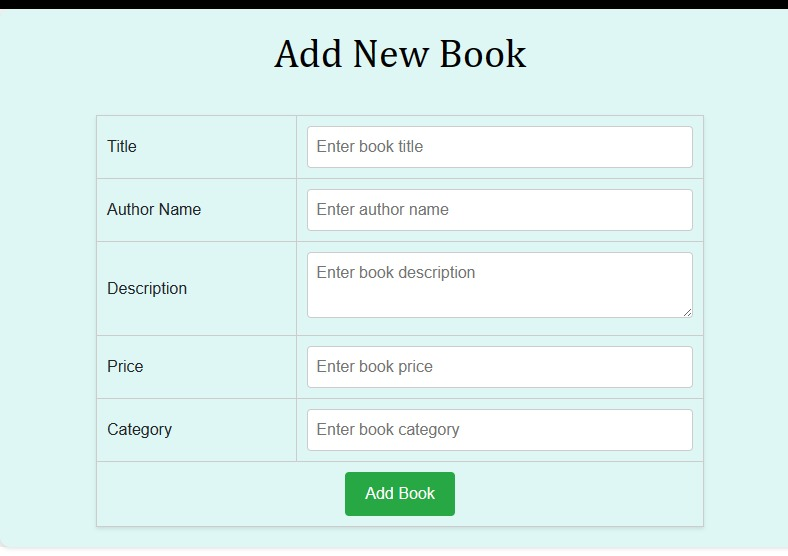 Add New Book
Title
Enter book title
Author Name
Enter author name
Description
Enter book description
Price
Enter book price
Category
Enter book category
Add Book